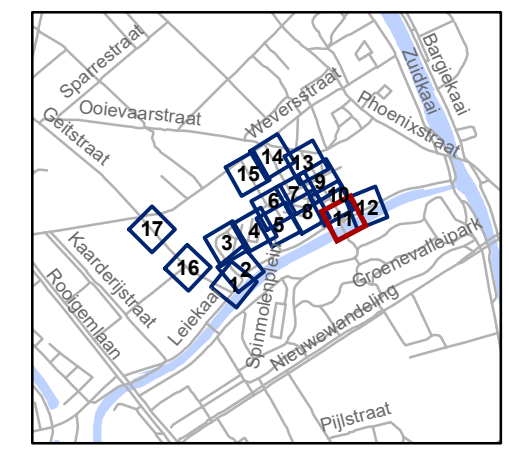 Sparrestraat
Bargiekaai
Zuidkaai
Weversstraat
Phoenixstraat
Ooievaarstraat
Geitstraat
14
13
15
9
7
10
6
12
8
11
5
4
17
3
16
2
1
Kaarderijstraat
Groenevalleipark
Rooigemlaan
Leiekaai
Spinmolenplein
Nieuwewandeling
Pijlstraat